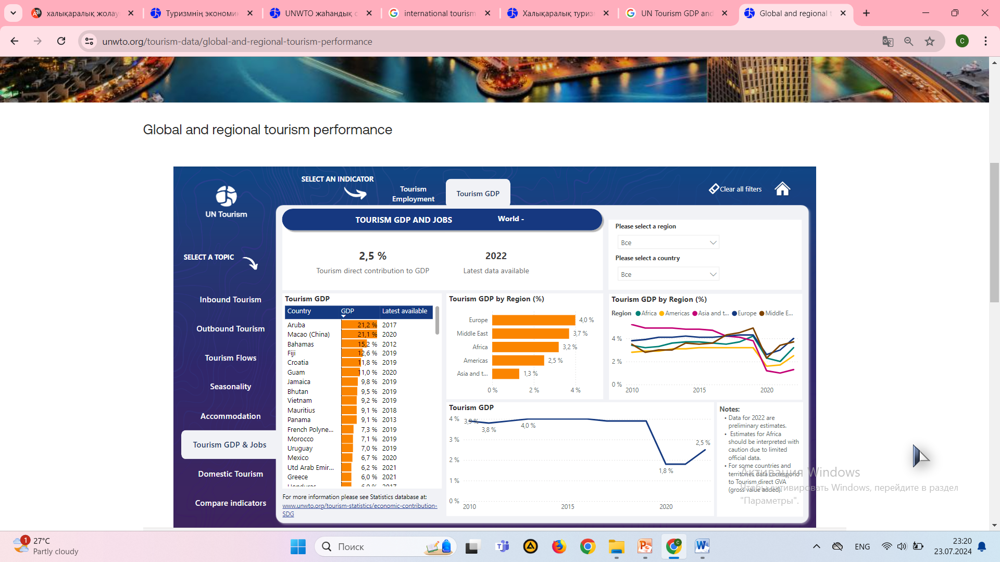 халықаралық жолау
Туризмнің экономик
UNWTO жаһандық с
international tourism
Халықаралық туризм
UN Tourism GDP and
Global and regional t
unwto.org/tourism-data/global-and-regional-tourism-performance
C
Global and regional tourism performance
UN Tourism
SELECT AN INDICATOR
Tourism
Employment
Tourism GDP
Clear all filters
TOURISM GDP AND JOBS
World -
2,5 %
Tourism direct contribution to GDP
2022
Latest data available
Please select a region
Все
Please select a country
Все
SELECT A TOPIC
Inbound Tourism
Outbound Tourism
Tourism Flows
Seasonality
Accommodation
Tourism GDP & Jobs
Domestic Tourism
Compare indicators
Tourism GDP
Country GDP Latest available
Aruba 21,2 % 2017
Macao (China) 21,1 % 2020
Bahamas 15,2 % 2012
Fiji 12,6 % 2019
Croatia 11,8 % 2019
Guam 11,0 % 2020
Jamaica 9,8 % 2019
Bhutan 9,5 % 2019
Vietnam 9,2 % 2019
Mauritius 9,1 % 2018
Panama 9,1 % 2013
French Polyne... 7,3 % 2019
Morocco 7,1 % 2019
Uruguay 7,0 % 2019
Mexico 6,7 % 2020
Utd Arab Emir... 6,2 % 2021
Greece 6,0 % 2021
Honduras 6,0 % 2017
For more information please see Statistics database at:
www.unwto.org/tourism-statistics/economic-contribution-
SDG
Tourism GDP by Region (%)
Europe 4,0 %
Middle East 3,7 %
Africa 3,2 %
Americas 2,5 %
Asia and t... 1,3 %
0 % 2 % 4 %
Tourism GDP by Region (%)
Region Africa Americas Asia and t... Europe Middle E...
4 %
2 %
0 %
2010 2015 2020
Tourism GDP
4 %
3 %
2 %
1 %
0 %
3,9 %
3,8 %
4,0 %
1,8 %
2,5 %
2010 2015 2020
Notes:
• Data for 2022 are
preliminary estimates.
• Estimates for Africa
should be interpreted with
caution due to limited
official data.
• For some countries and
territories data correspond
to Tourism direct GVA
(gross value added).
Активация Windows
Чтобы активировать Windows, перейдите в раздел
"Параметры".
1
27°C
Partly cloudy
Поиск
ENG
23:20
23.07.2024